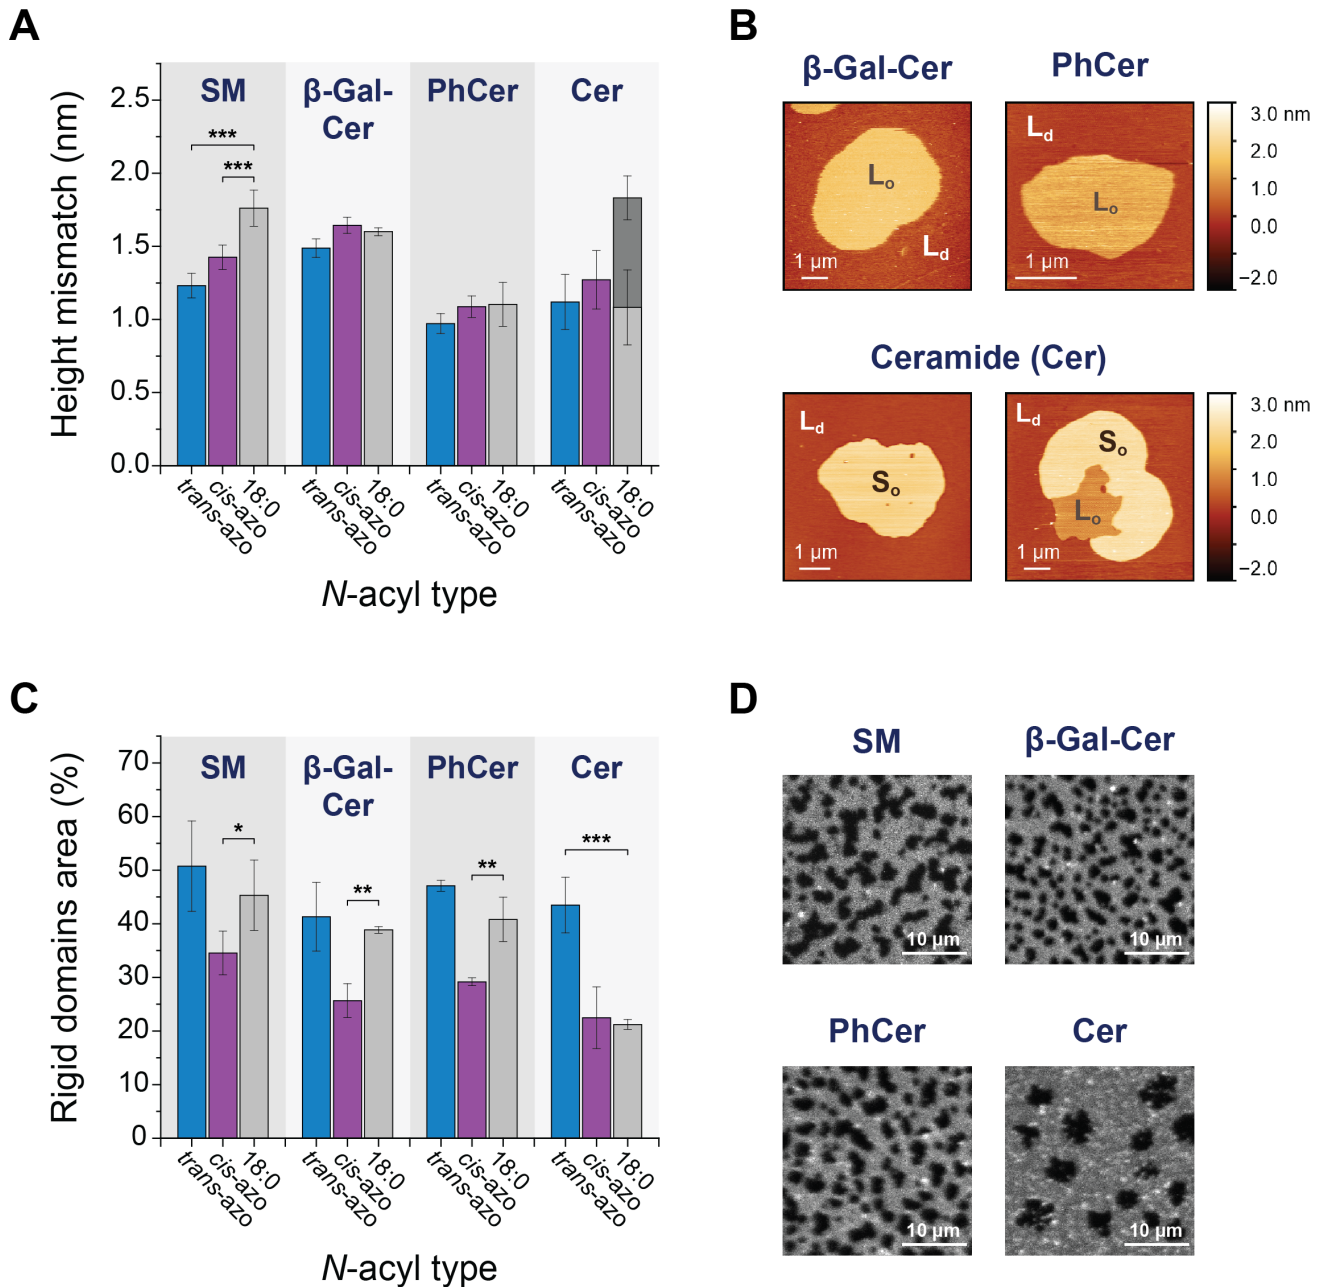 A
Height mismatch (nm)
2.5
2.0
1.5
1.0
0.5
0.0
SM
β-Gal-
Cer
PhCer
Cer
***
***
trans-azo
cis-azo
18:0
trans-azo
cis-azo
18:0
trans-azo
cis-azo
18:0
trans-azo
cis-azo
18:0
N-acyl type
B
β-Gal-Cer
PhCer
Lo
Ld
1 µm
Ld
Lo
1 µm
3.0 nm
2.0
1.0
0.0
−2.0
Ceramide (Cer)
Ld
So
1 µm
Ld
So
Lo
1 µm
3.0 nm
2.0
1.0
0.0
−2.0
C
Rigid domains area (%)
70
60
50
40
30
20
10
0
SM
β-Gal-
Cer
PhCer
Cer
*
**
**
***
trans-azo
cis-azo
18:0
trans-azo
cis-azo
18:0
trans-azo
cis-azo
18:0
trans-azo
cis-azo
18:0
N-acyl type
D
SM
β-Gal-Cer
10 µm
10 µm
PhCer
Cer
10 µm
10 µm